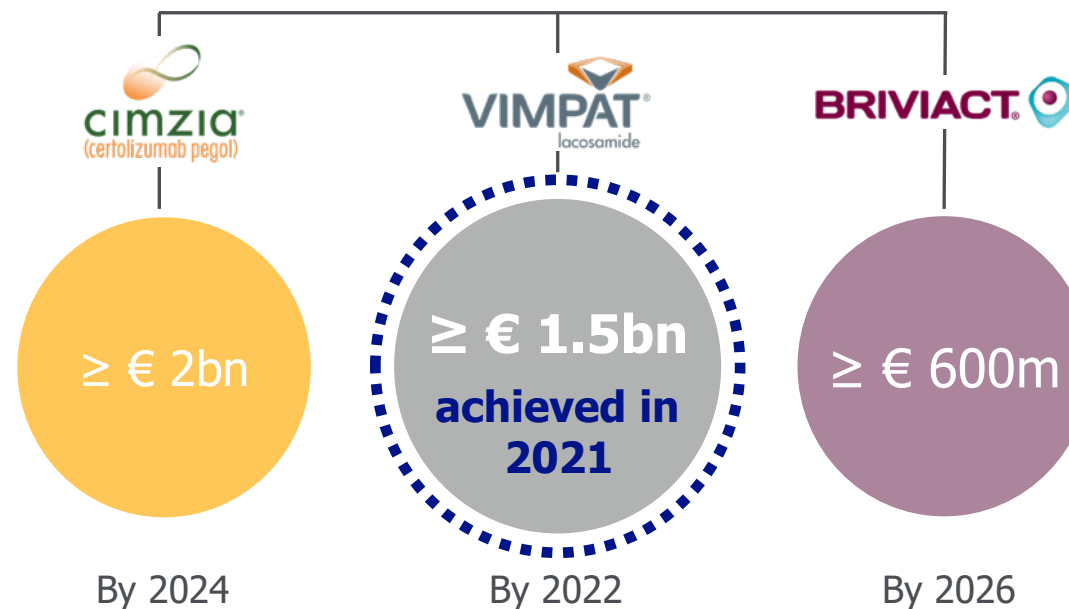 cimzia®
(certolizumab pegol)
VIMPAT®
lacosamide
BRIVIACT®
≥ € 2bn
≥ € 1.5bn
achieved in
2021
≥ € 600m
By 2024
By 2022
By 2026